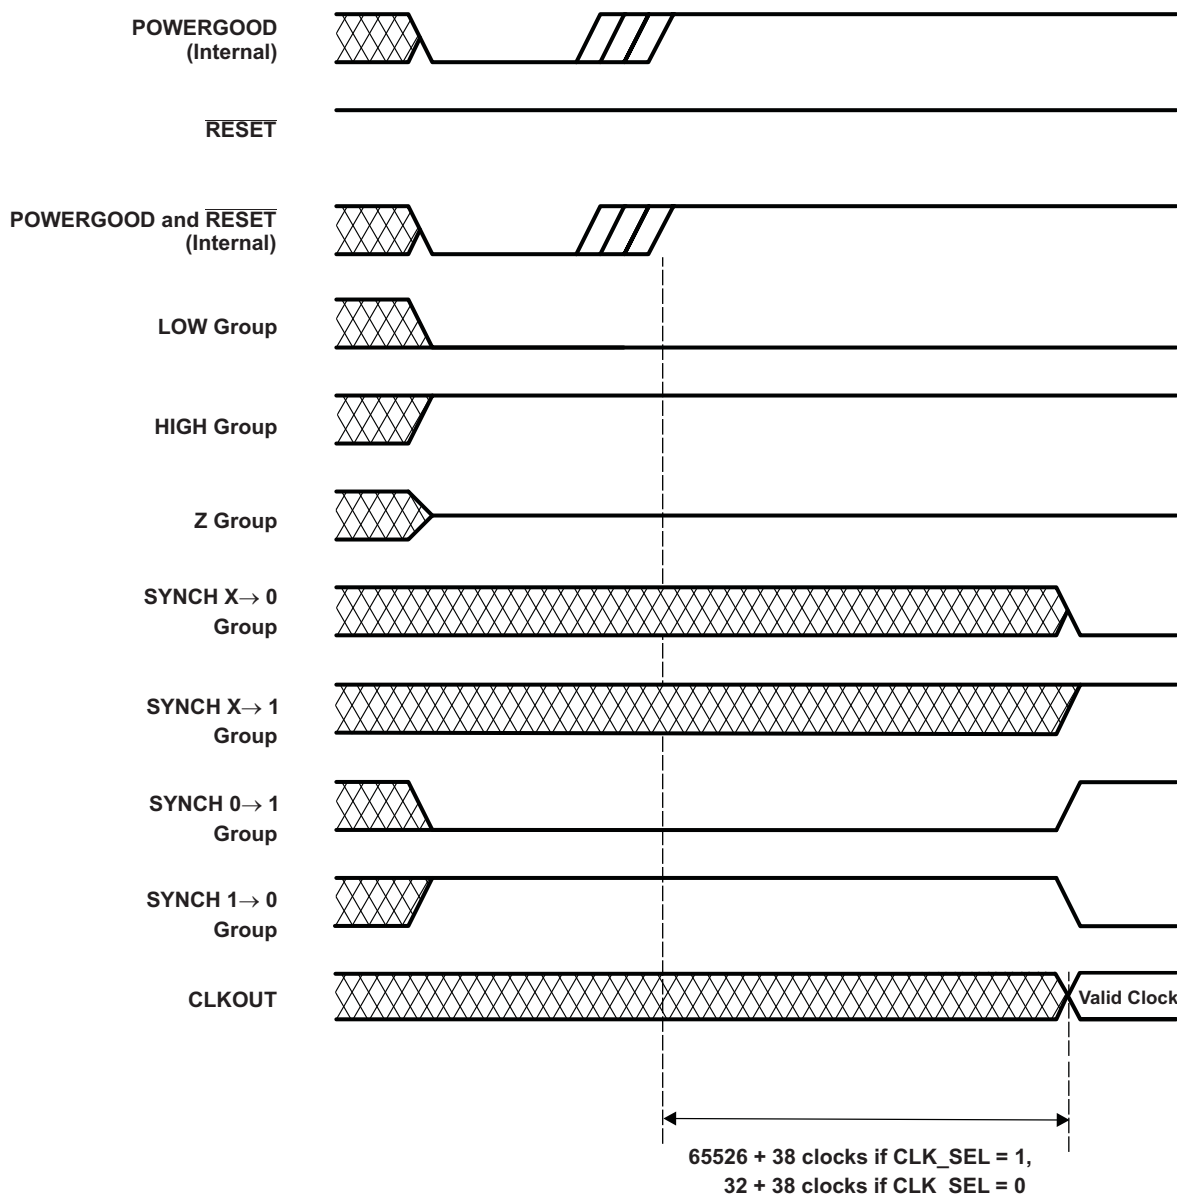 POWERGOOD
(Internal)
RESET
POWERGOOD and RESET
(Internal)
LOW Group
HIGH Group
Z Group
SYNCH X→ 0
Group
SYNCH X→ 1
Group
SYNCH 0→ 1
Group
SYNCH 1→ 0
Group
CLKOUT
Valid Clock
65526 + 38 clocks if CLK_SEL = 1,
32 + 38 clocks if CLK_SEL = 0